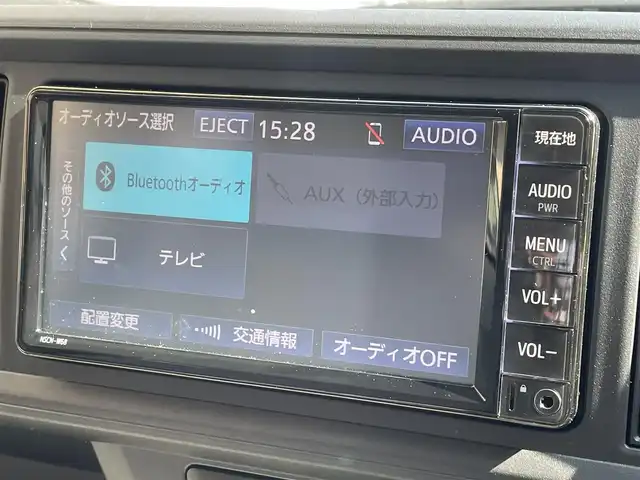 オーディオソース選択 EJECT 15:28 AUDIO
その他のソース
Bluetoothオーディオ AUX (外部入力)
テレビ
配置変更 交通情報 オーディオOFF
NSCN-W68
現在地
AUDIO
PWR
MENU
CTRL
VOL+
VOL-